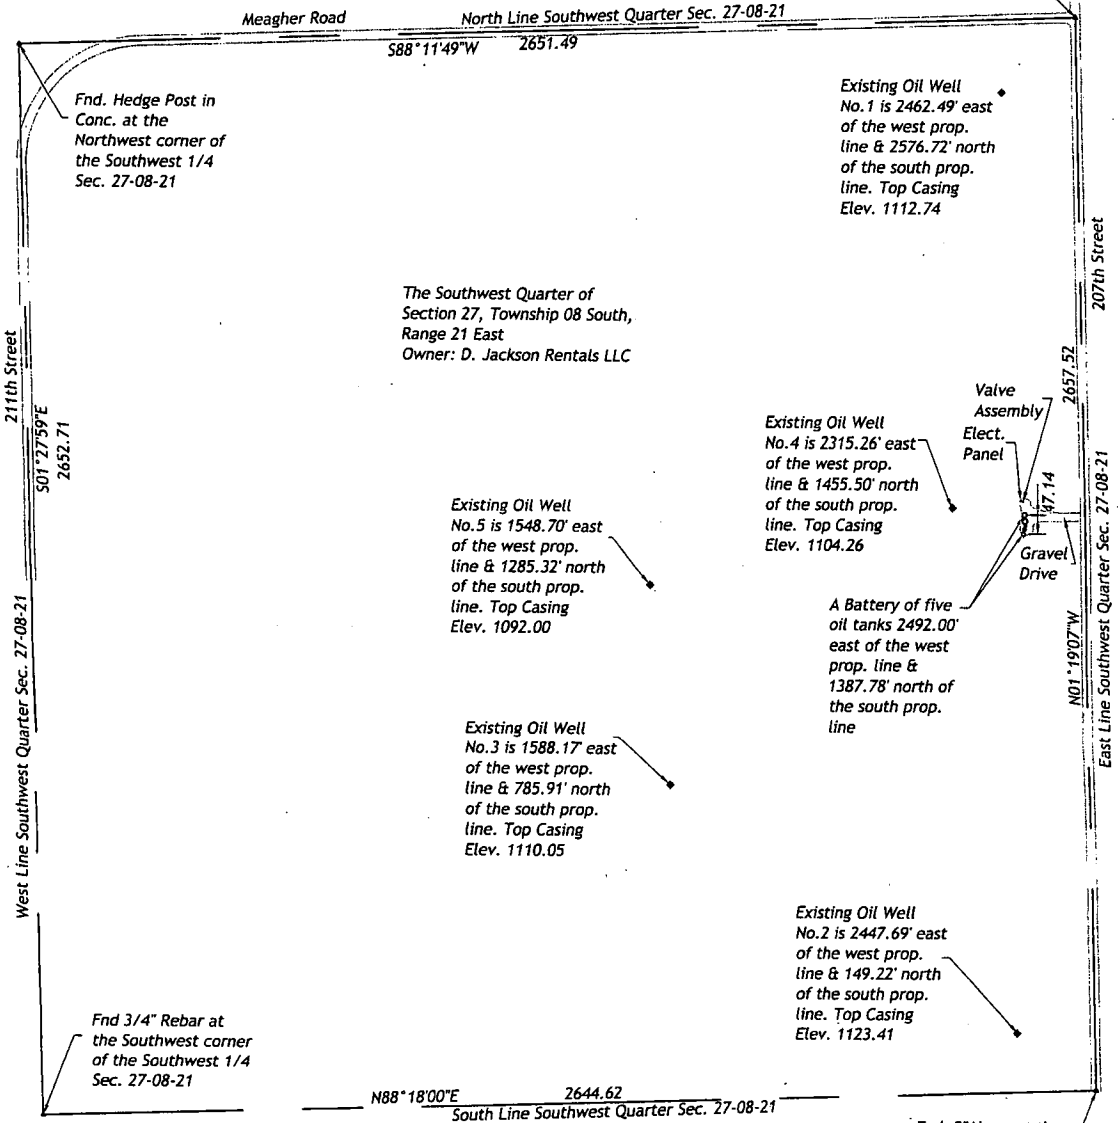 Meagher Road
North Line Southwest Quarter Sec. 27-08-21
S88°11'49"W
2651.49
Fnd. Hedge Post in
Conc. at the
Northwest corner of
the Southwest 1/4
Sec. 27-08-21
Existing Oil Well
No.1 is 2462.49' east
of the west prop.
line & 2576.72' north
of the south prop.
line. Top Casing
Elev. 1112.74
207th Street
The Southwest Quarter of
Section 27, Township 08 South,
Range 21 East
Owner: D. Jackson Rentals LLC
211th Street
S01°27'59"E
2652.71
2657.52
Valve
Assembly
Elect.
Panel
47.14
Gravel
Drive
Existing Oil Well
No.4 is 2315.26' east
of the west prop.
line & 1455.50' north
of the south prop.
line. Top Casing
Elev. 1104.26
Existing Oil Well
No.5 is 1548.70' east
of the west prop.
line & 1285.32' north
of the south prop.
line. Top Casing
Elev. 1092.00
A Battery of five
oil tanks 2492.00'
east of the west
prop. line &
1387.78' north of
the south prop.
line
N01°19'07"W
East Line Southwest Quarter Sec. 27-08-21
West Line Southwest Quarter Sec. 27-08-21
Existing Oil Well
No.3 is 1588.17' east
of the west prop.
line & 785.91' north
of the south prop.
line. Top Casing
Elev. 1110.05
Existing Oil Well
No.2 is 2447.69' east
of the west prop.
line & 149.22' north
of the south prop.
line. Top Casing
Elev. 1123.41
Fnd 3/4" Rebar at
the Southwest corner
of the Southwest 1/4
Sec. 27-08-21
N88°18'00"E
2644.62
South Line Southwest Quarter Sec. 27-08-21